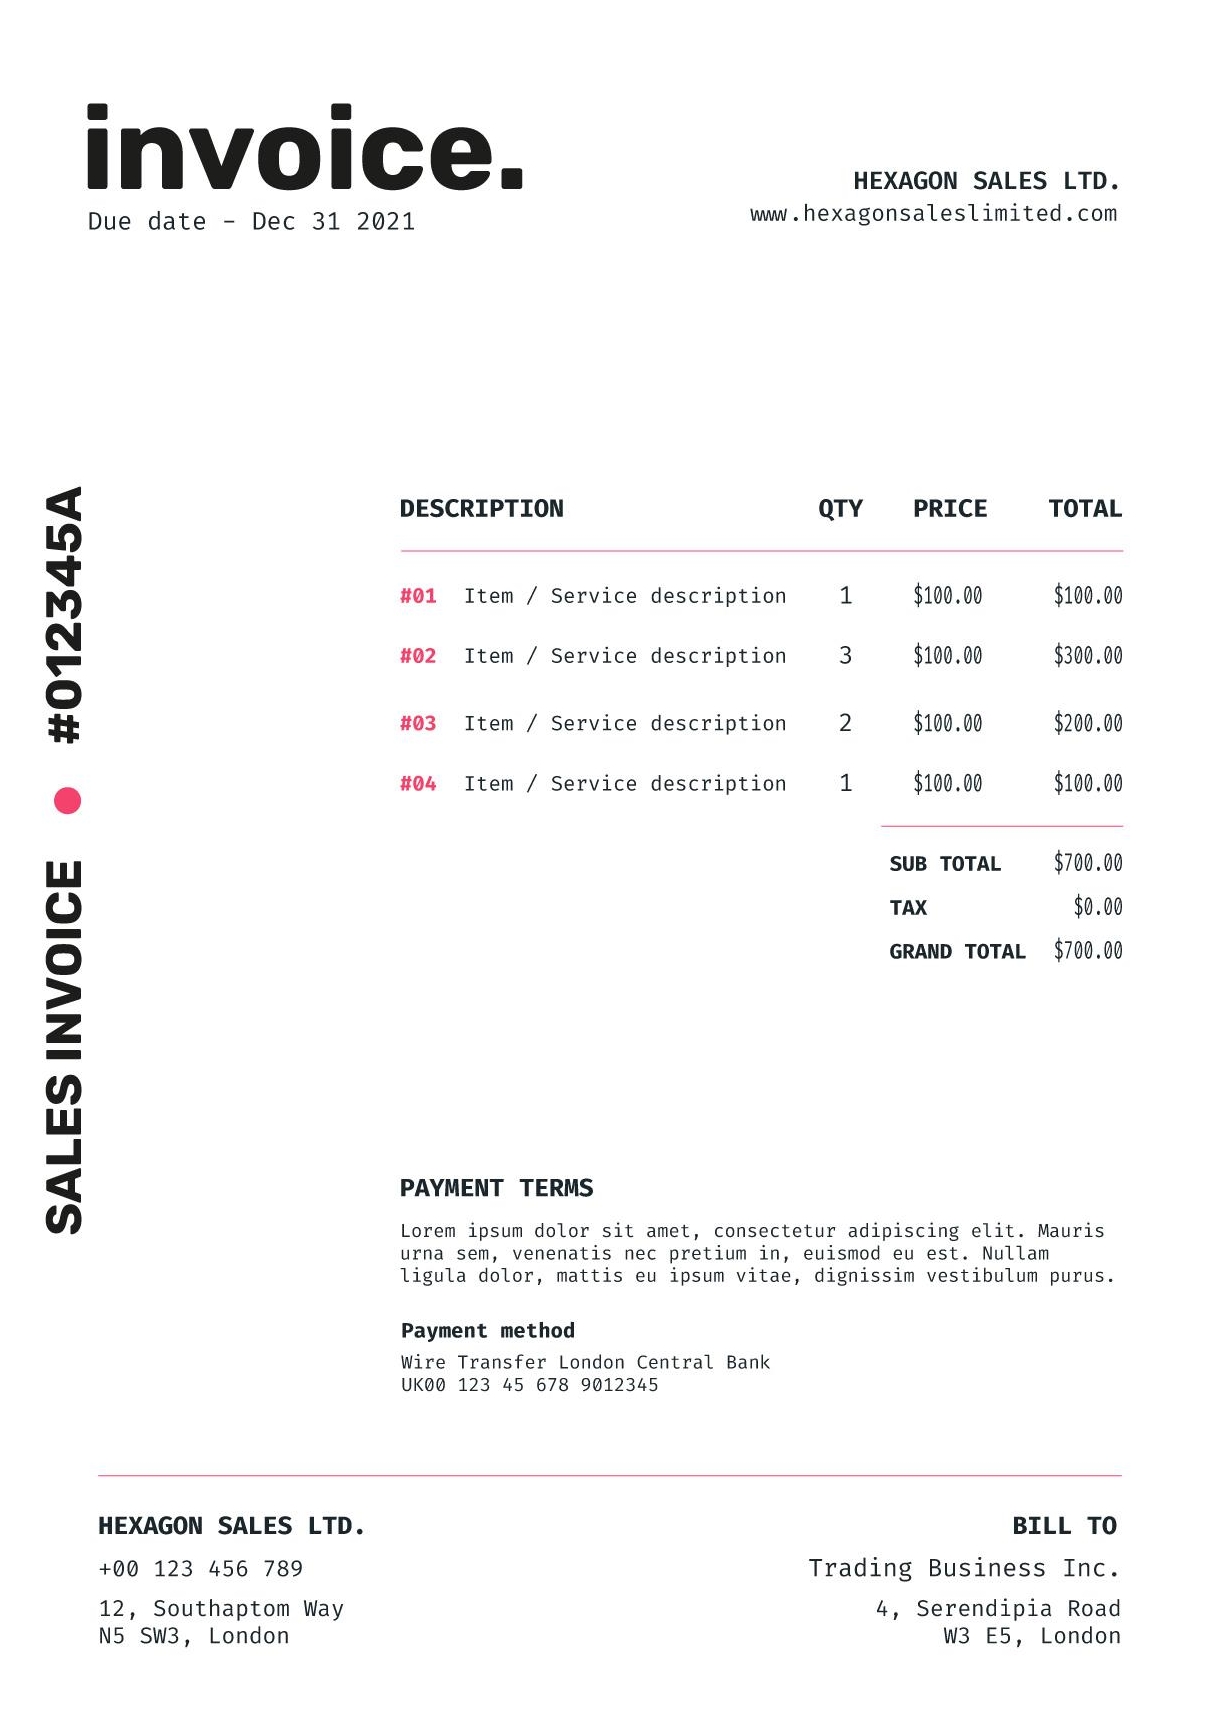 invoice.
Due date - Dec 31 2021
HEXAGON SALES LTD.
www.hexagonsaleslimited.com
SALES INVOICE ● #012345A
DESCRIPTION QTY PRICE TOTAL
#01 Item / Service description 1 $100.00 $100.00
#02 Item / Service description 3 $100.00 $300.00
#03 Item / Service description 2 $100.00 $200.00
#04 Item / Service description 1 $100.00 $100.00
SUB TOTAL $700.00
TAX $0.00
GRAND TOTAL $700.00
PAYMENT TERMS
Lorem ipsum dolor sit amet, consectetur adipiscing elit. Mauris
urna sem, venenatis nec pretium in, euismod eu est. Nullam
ligula dolor, mattis eu ipsum vitae, dignissim vestibulum purus.
Payment method
Wire Transfer London Central Bank
UK00 123 45 678 9012345
HEXAGON SALES LTD.
+00 123 456 789
12, Southaptom Way
N5 SW3, London
BILL TO
Trading Business Inc.
4, Serendipia Road
W3 E5, London